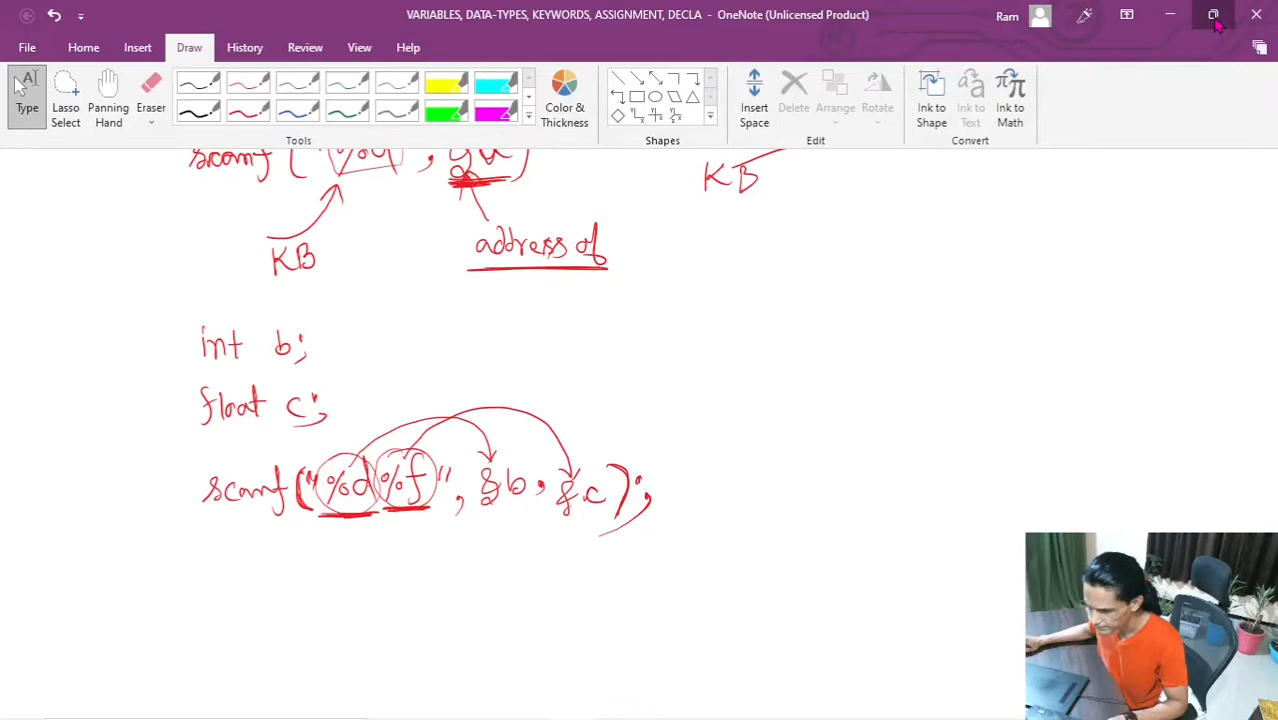 VARIABLES, DATA-TYPES, KEYWORDS, ASSIGNMENT, DECLA - OneNote (Unlicensed Product)
Ram
File Home Insert Draw History Review View Help
Type
Lasso Select
Panning Hand
Eraser
Color & Thickness
Insert Space
Delete
Arrange
Rotate
Ink to Shape
Ink to Text
Ink to Math
Tools
Shapes
Edit
Convert
scanf ("%d", &a)
KB
KB
address of
int b;
float c;
scanf("%d%f", &b, &c);